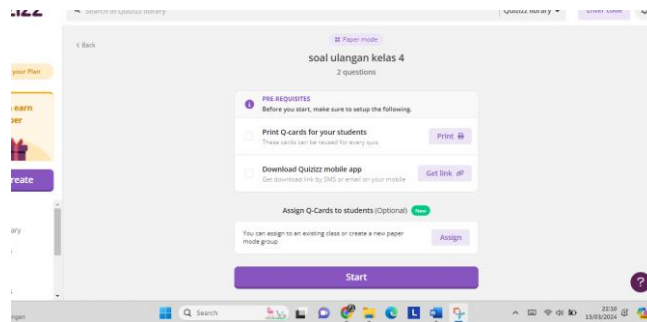 Search in Quizizz library
Quizizz library
Enter code
< Back
Paper mode
soal ulangan kelas 4
2 questions
your Plan
earn
per
reate
ary
PRE-REQUISITES
Before you start, make sure to setup the following.
Print Q-cards for your students
These cards can be reused for every quiz
Print
Download Quizizz mobile app
Get download link by SMS or email on your mobile
Get link
Assign Q-Cards to students (Optional) New
You can assign to an existing class or create a new paper
mode group
Assign
Start
?
ngan
Search
22:18
13/03/2024